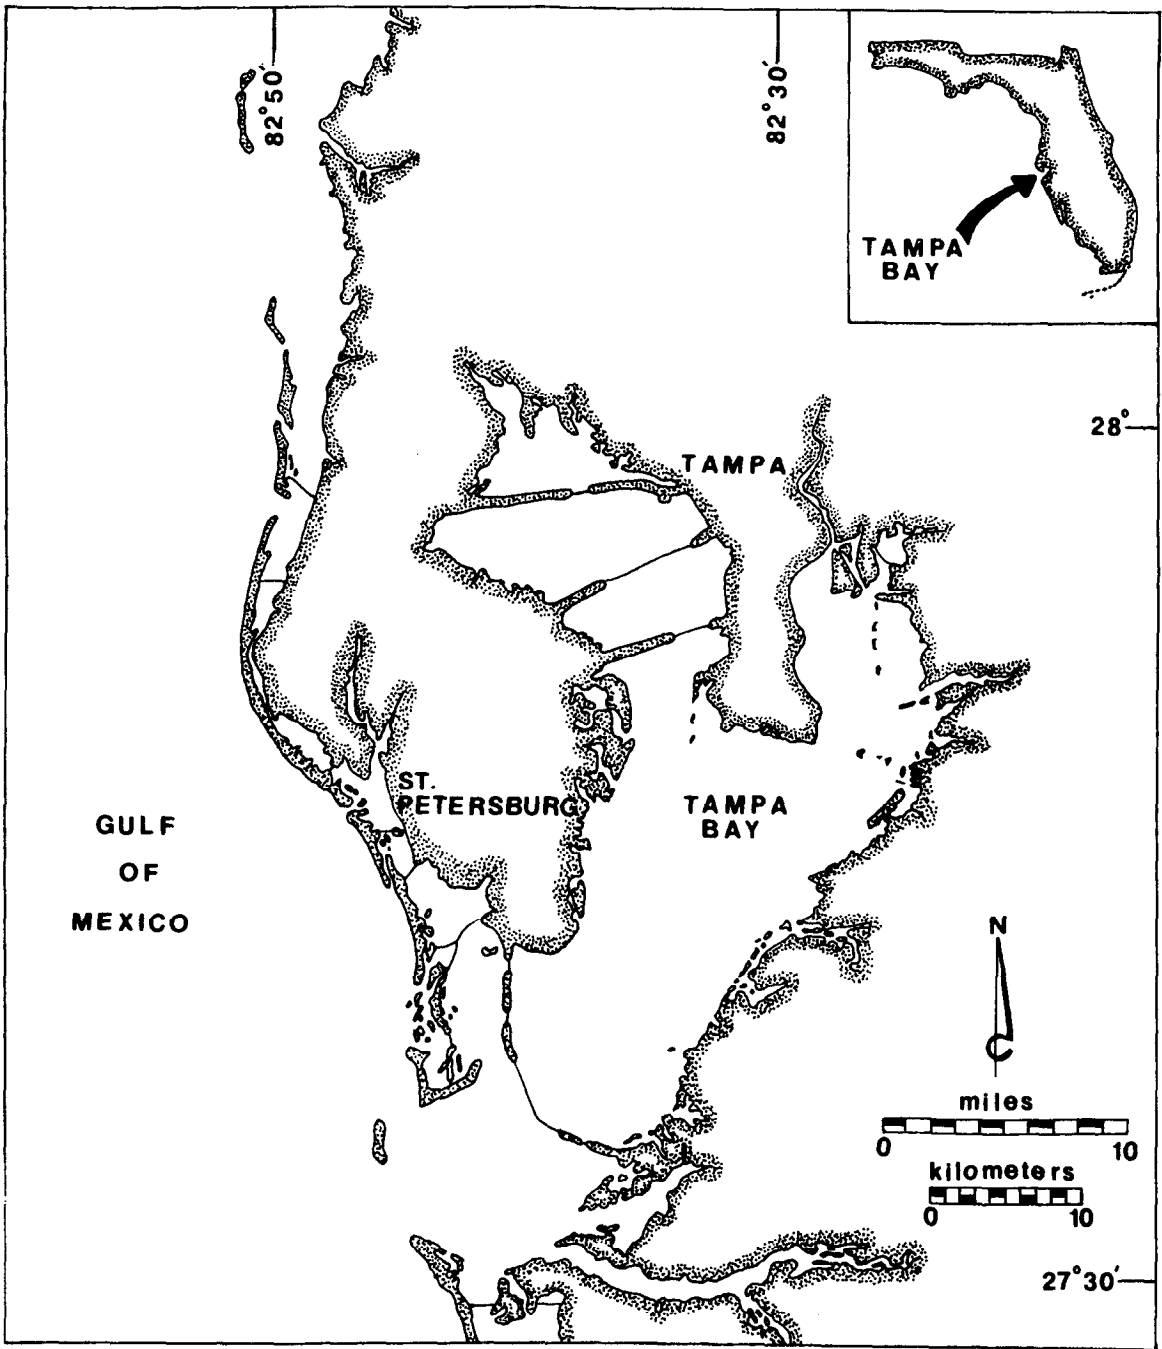 82°50′
82°30′
TAMPA
BAY
28°
TAMPA
ST.
PETERSBURG
TAMPA
BAY
GULF
OF
MEXICO
N
miles
0 10
kilometers
0 10
27°30′